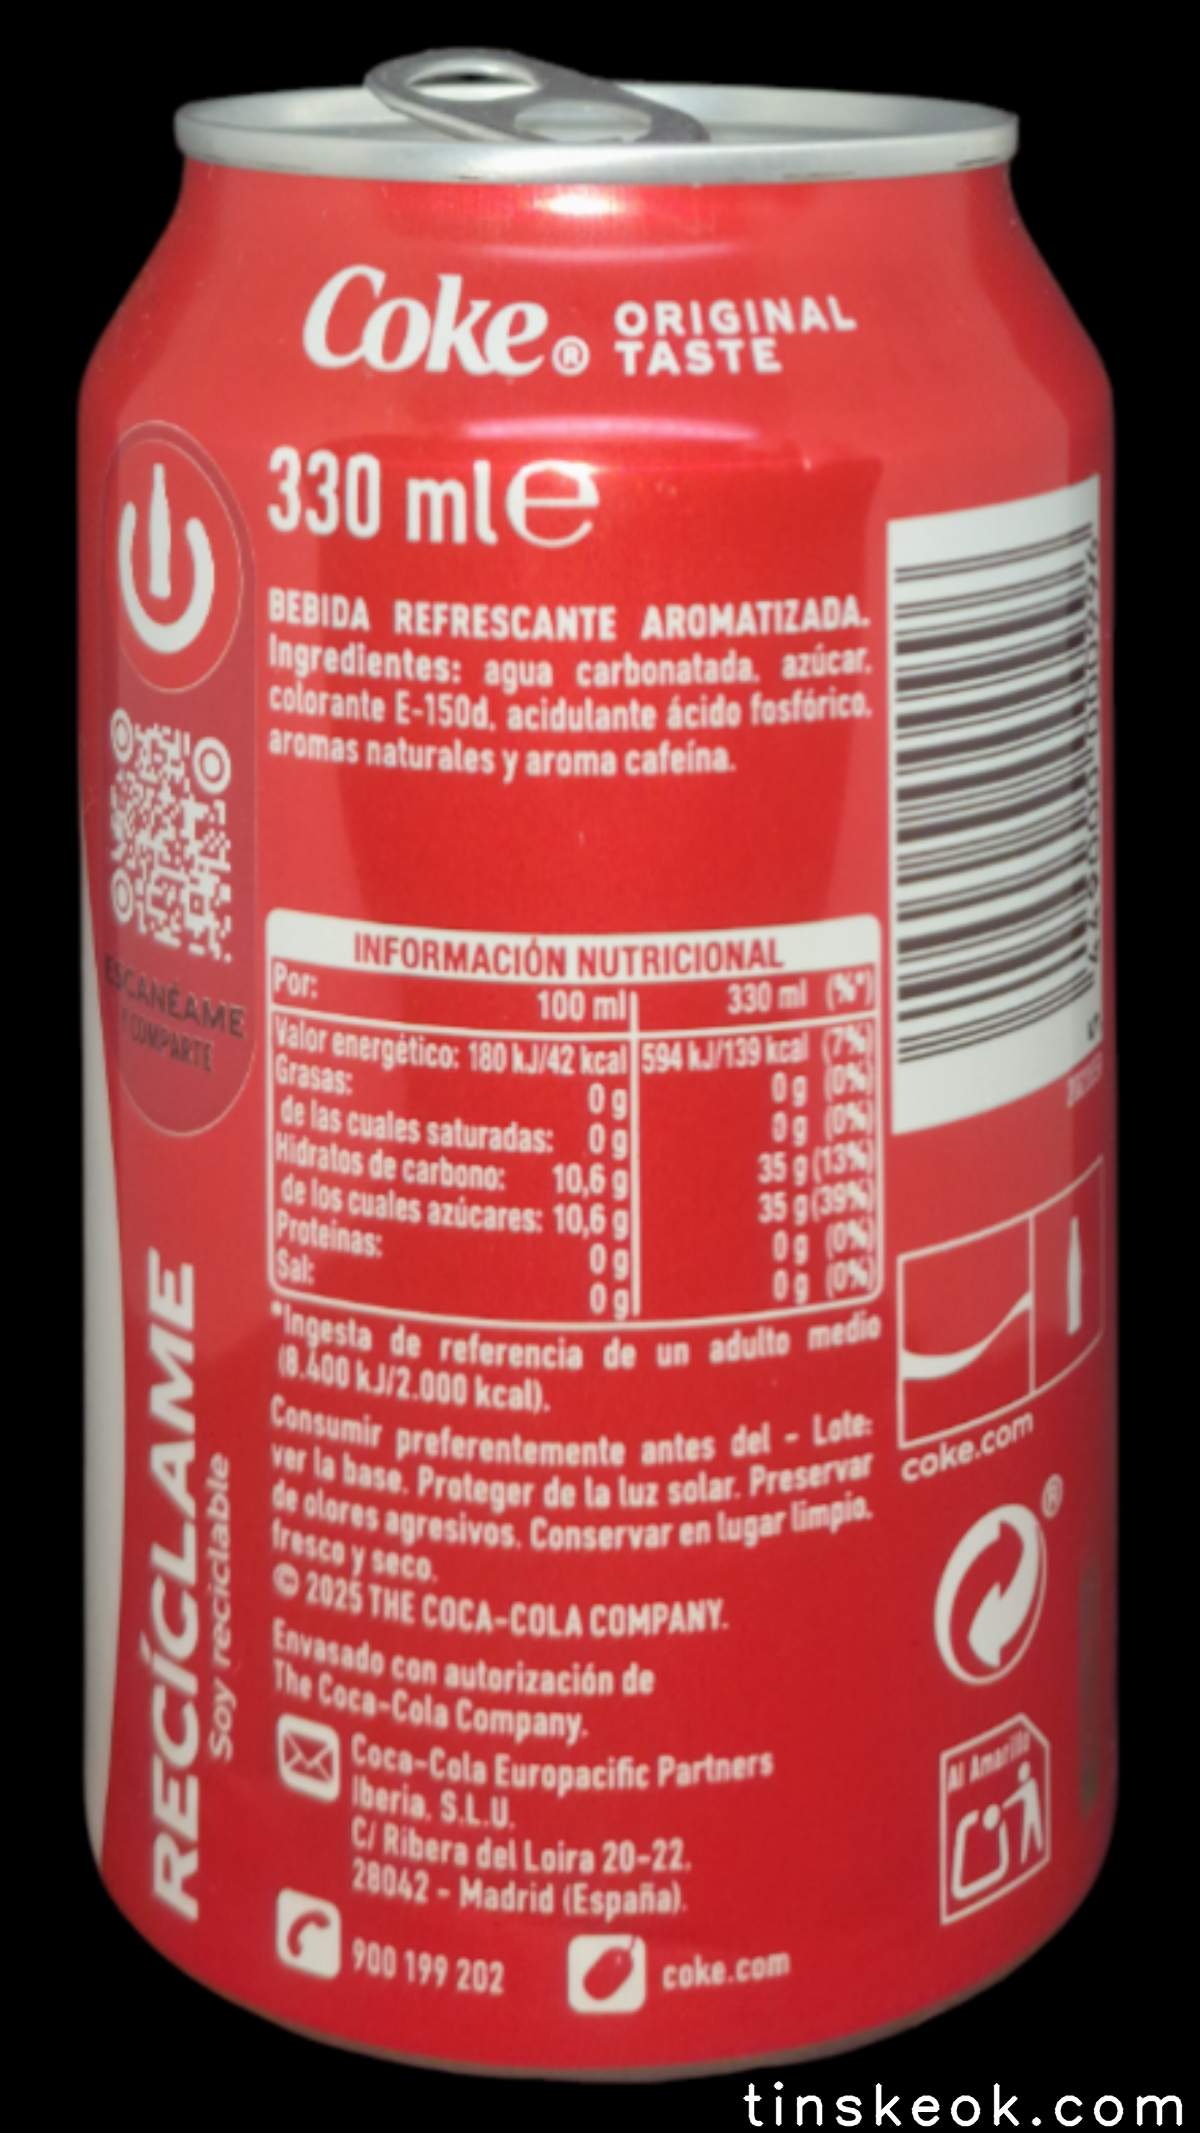 Coke® ORIGINAL
TASTE
330 ml e
BEBIDA REFRESCANTE AROMATIZADA.
Ingredientes: agua carbonatada, azúcar,
colorante E-150d, acidulante ácido fosfórico,
aromas naturales y aroma cafeína.
ESCANÉAME
Y COMPARTE
RECÍCLAME
Soy reciclable
INFORMACIÓN NUTRICIONAL
Por: 100 ml 330 ml (%*)
Valor energético: 180 kJ/42 kcal 594 kJ/139 kcal (7%)
Grasas: 0 g 0 g (0%)
de las cuales saturadas: 0 g 0 g (0%)
Hidratos de carbono: 10,6 g 35 g (13%)
de los cuales azúcares: 10,6 g 35 g (39%)
Proteínas: 0 g 0 g (0%)
Sal: 0 g 0 g (0%)
*Ingesta de referencia de un adulto medio
(8.400 kJ/2.000 kcal).
Consumir preferentemente antes del - Lote:
ver la base. Proteger de la luz solar. Preservar
de olores agresivos. Conservar en lugar limpio,
fresco y seco.
© 2025 THE COCA-COLA COMPANY.
Envasado con autorización de
The Coca-Cola Company.
Coca-Cola Europacific Partners
Iberia, S.L.U.
C/ Ribera del Loira 20-22.
28042 - Madrid (España).
900 199 202
coke.com
coke.com
®
Al Amarillo
tinskeok.com